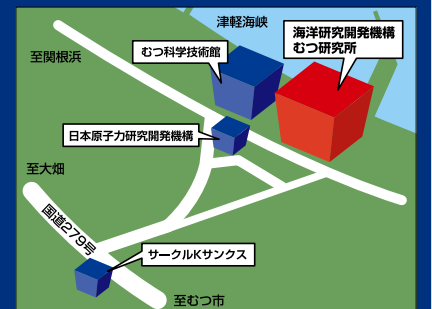 津軽海峡
海洋研究開発機構
むつ研究所
むつ科学技術館
至関根浜
日本原子力研究開発機構
至大畑
国道279号
サークルKサンクス
至むつ市